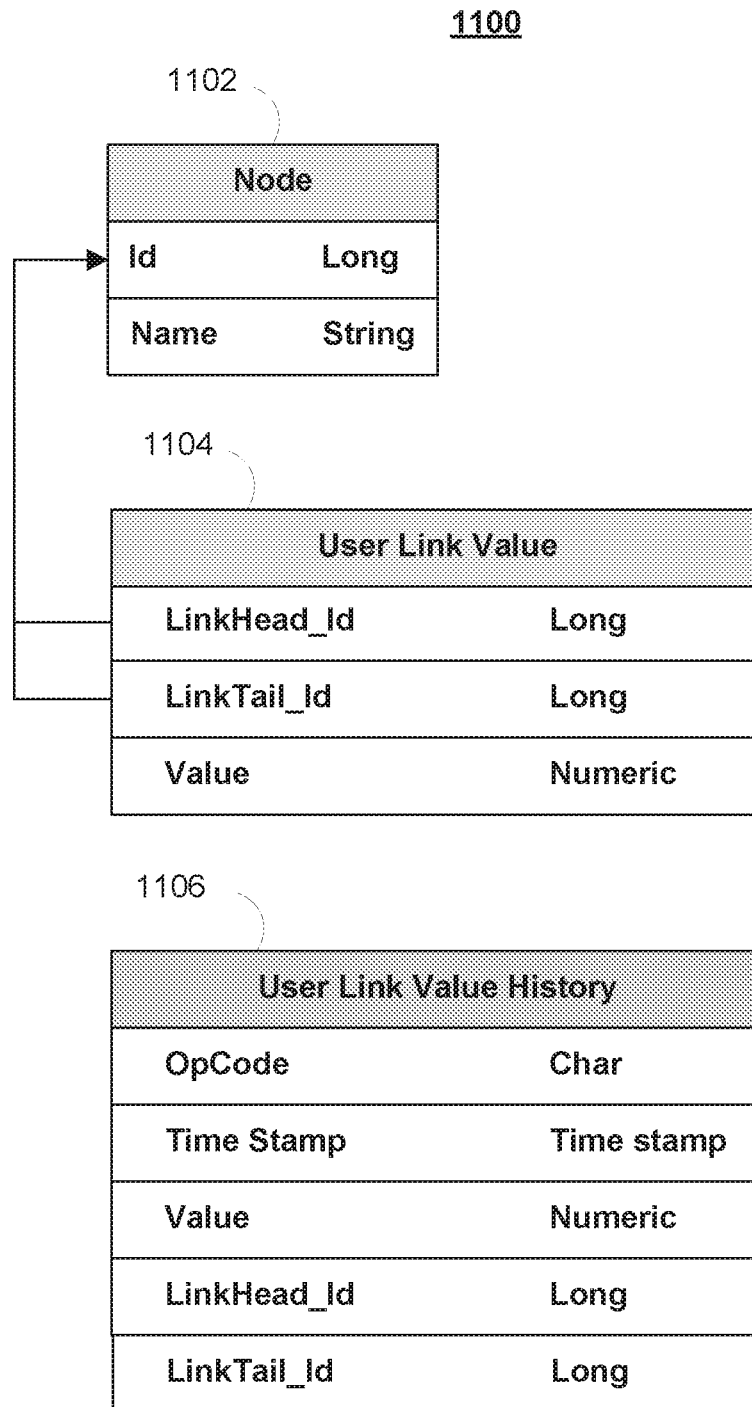 1100
1102
Node
Id Long
Name String
1104
User Link Value
LinkHead_Id Long
LinkTail_Id Long
Value Numeric
1106
User Link Value History
OpCode Char
Time Stamp Time stamp
Value Numeric
LinkHead_Id Long
LinkTail_Id Long